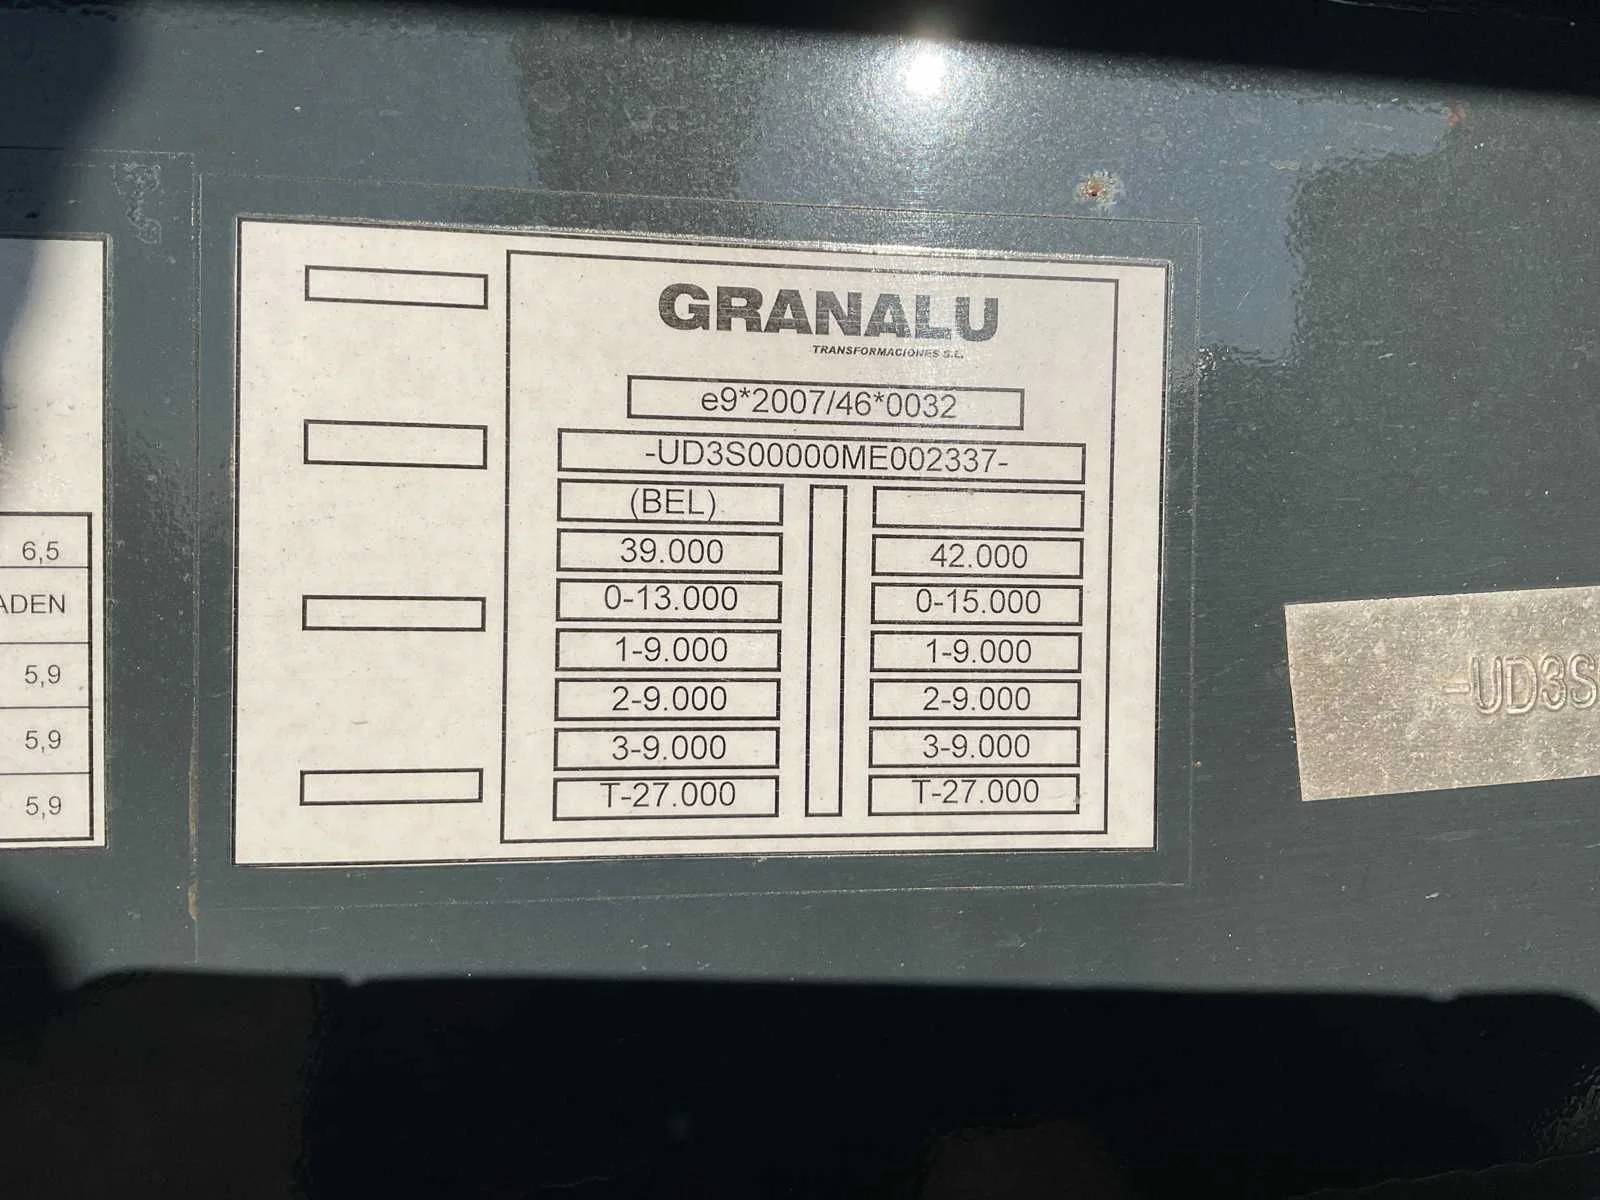 GRANALU
TRANSFORMACIONES S.L.
e9*2007/46*0032
-UD3S00000ME002337-
(BEL)
39.000 42.000
0-13.000 0-15.000
1-9.000 1-9.000
2-9.000 2-9.000
3-9.000 3-9.000
T-27.000 T-27.000
6,5
ADEN
5,9
5,9
5,9
-UD3S